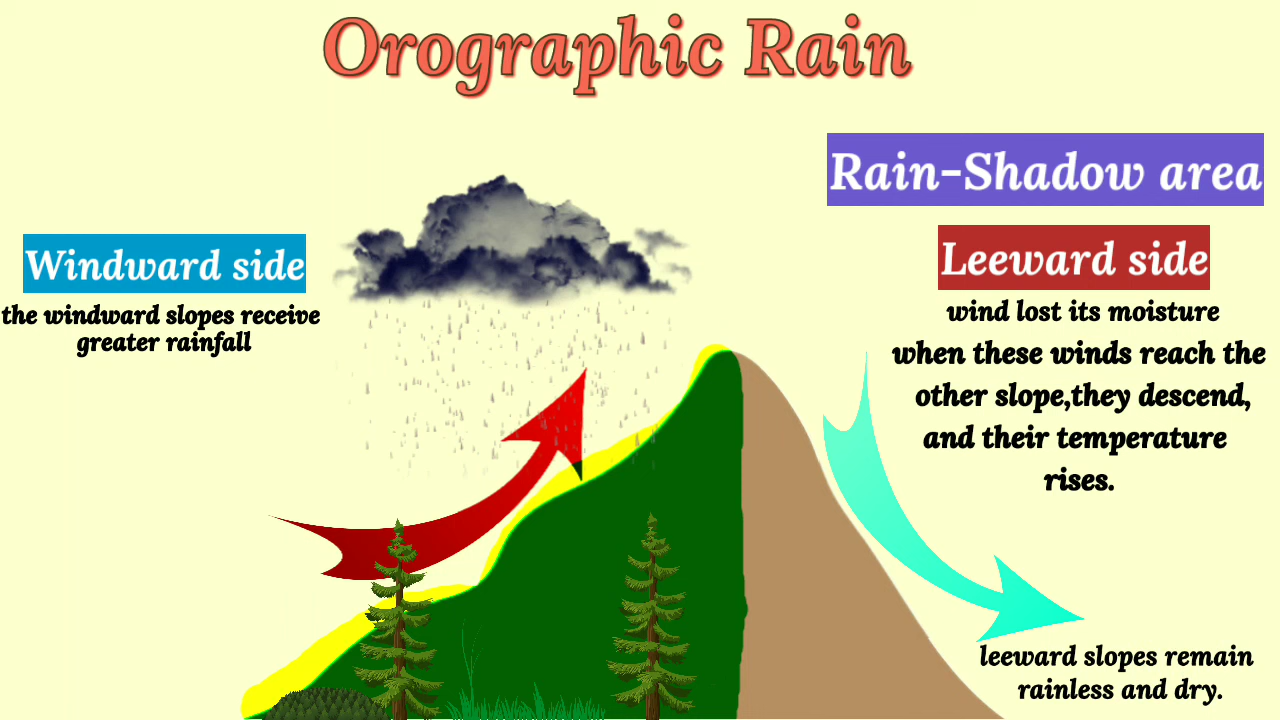 Orographic Rain
Rain-Shadow area
Windward side
the windward slopes receive
greater rainfall
Leeward side
wind lost its moisture
when these winds reach the
other slope,they descend,
and their temperature
rises.
leeward slopes remain
rainless and dry.